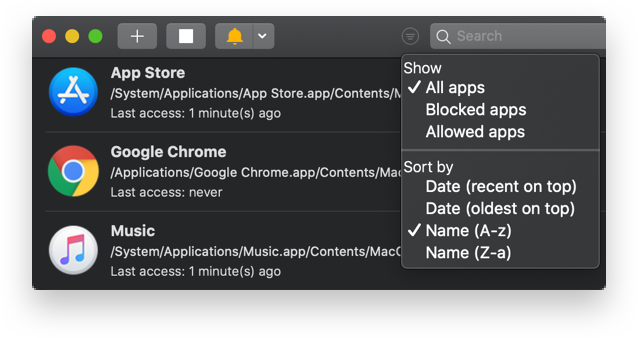 Search
App Store
/System/Applications/App Store.app/Contents/M
Last access: 1 minute(s) ago
Google Chrome
/Applications/Google Chrome.app/Contents/Mac
Last access: never
Music
/System/Applications/Music.app/Contents/MacO
Last access: 1 minute(s) ago
Show
✓ All apps
Blocked apps
Allowed apps
Sort by
Date (recent on top)
Date (oldest on top)
✓ Name (A-z)
Name (Z-a)